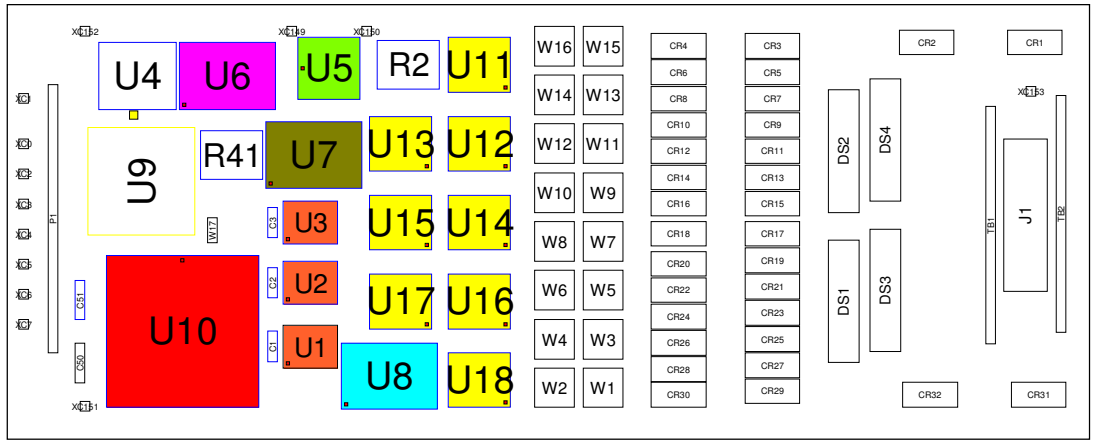 XC152
XC149
XC150
U4
U6
U5
R2
U11
W16
W15
CR4
CR3
CR2
CR1
CR6
CR5
XC1
W14
W13
CR8
CR7
XC153
CR10
CR9
DS2
DS4
XC0
U9
R41
U7
U13
U12
W12
W11
CR12
CR11
XC2
CR14
CR13
W10
W9
CR16
CR15
J1
XC3
P1
W17
C3
U3
U15
U14
TB1
TB2
XC4
W8
W7
CR18
CR17
XC5
CR20
CR19
C51
U10
C2
U2
U17
U16
W6
W5
CR22
CR21
XC6
DS1
DS3
CR24
CR23
XC7
C50
C1
U1
W4
W3
CR26
CR25
U8
U18
CR28
CR27
W2
W1
CR30
CR29
CR32
CR31
XC151